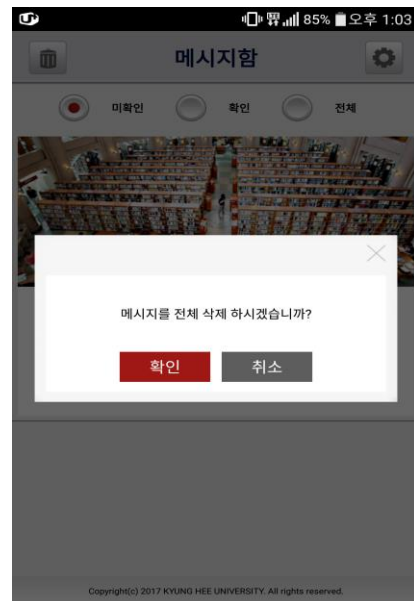 85% 오후 1:03
메시지함
미확인 확인 전체
메시지를 전체 삭제 하시겠습니까?
확인 취소
Copyright(c) 2017 KYUNG HEE UNIVERSITY. All rights reserved.